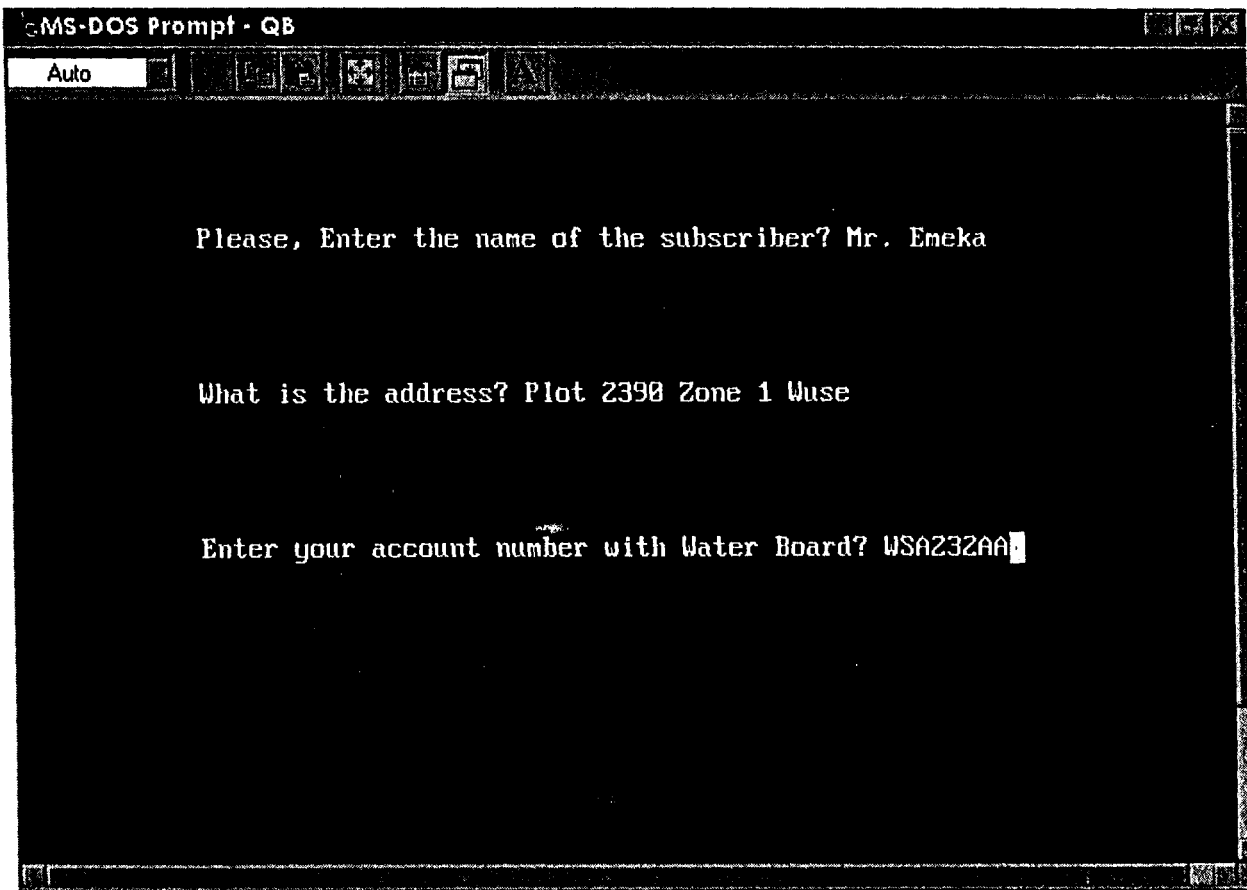 MS-DOS Prompt - QB
Auto
Please, Enter the name of the subscriber? Mr. Emeka
What is the address? Plot 2390 Zone 1 Wuse
Enter your account number with Water Board? WSA232AA